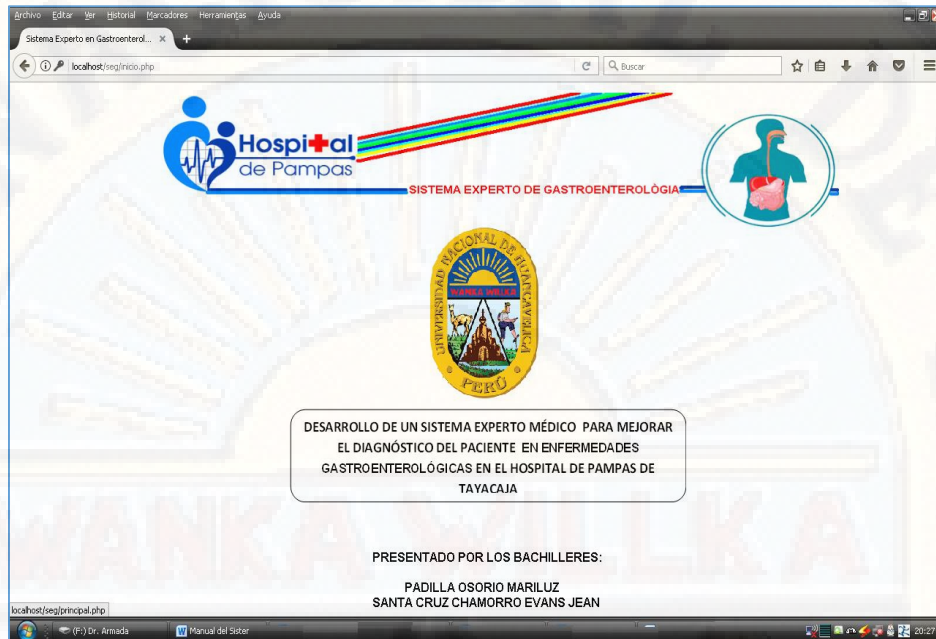 Archivo Editar Ver Historial Marcadores Herramientas Ayuda
Sistema Experto en Gastroenterol... × +
localhost/seg/inicio.php
Buscar
Hospital
de Pampas
SISTEMA EXPERTO DE GASTROENTEROLÒGIA
UNIVERSIDAD NACIONAL DE HUANCAVELICA
WANKA WILLKA
PERÚ
DESARROLLO DE UN SISTEMA EXPERTO MÉDICO PARA MEJORAR
EL DIAGNÓSTICO DEL PACIENTE EN ENFERMEDADES
GASTROENTEROLÓGICAS EN EL HOSPITAL DE PAMPAS DE
TAYACAJA
WANKA WILLKA
PRESENTADO POR LOS BACHILLERES:
PADILLA OSORIO MARILUZ
SANTA CRUZ CHAMORRO EVANS JEAN
localhost/seg/principal.php
(F:) Dr. Armada
Manual del Sister
20:27